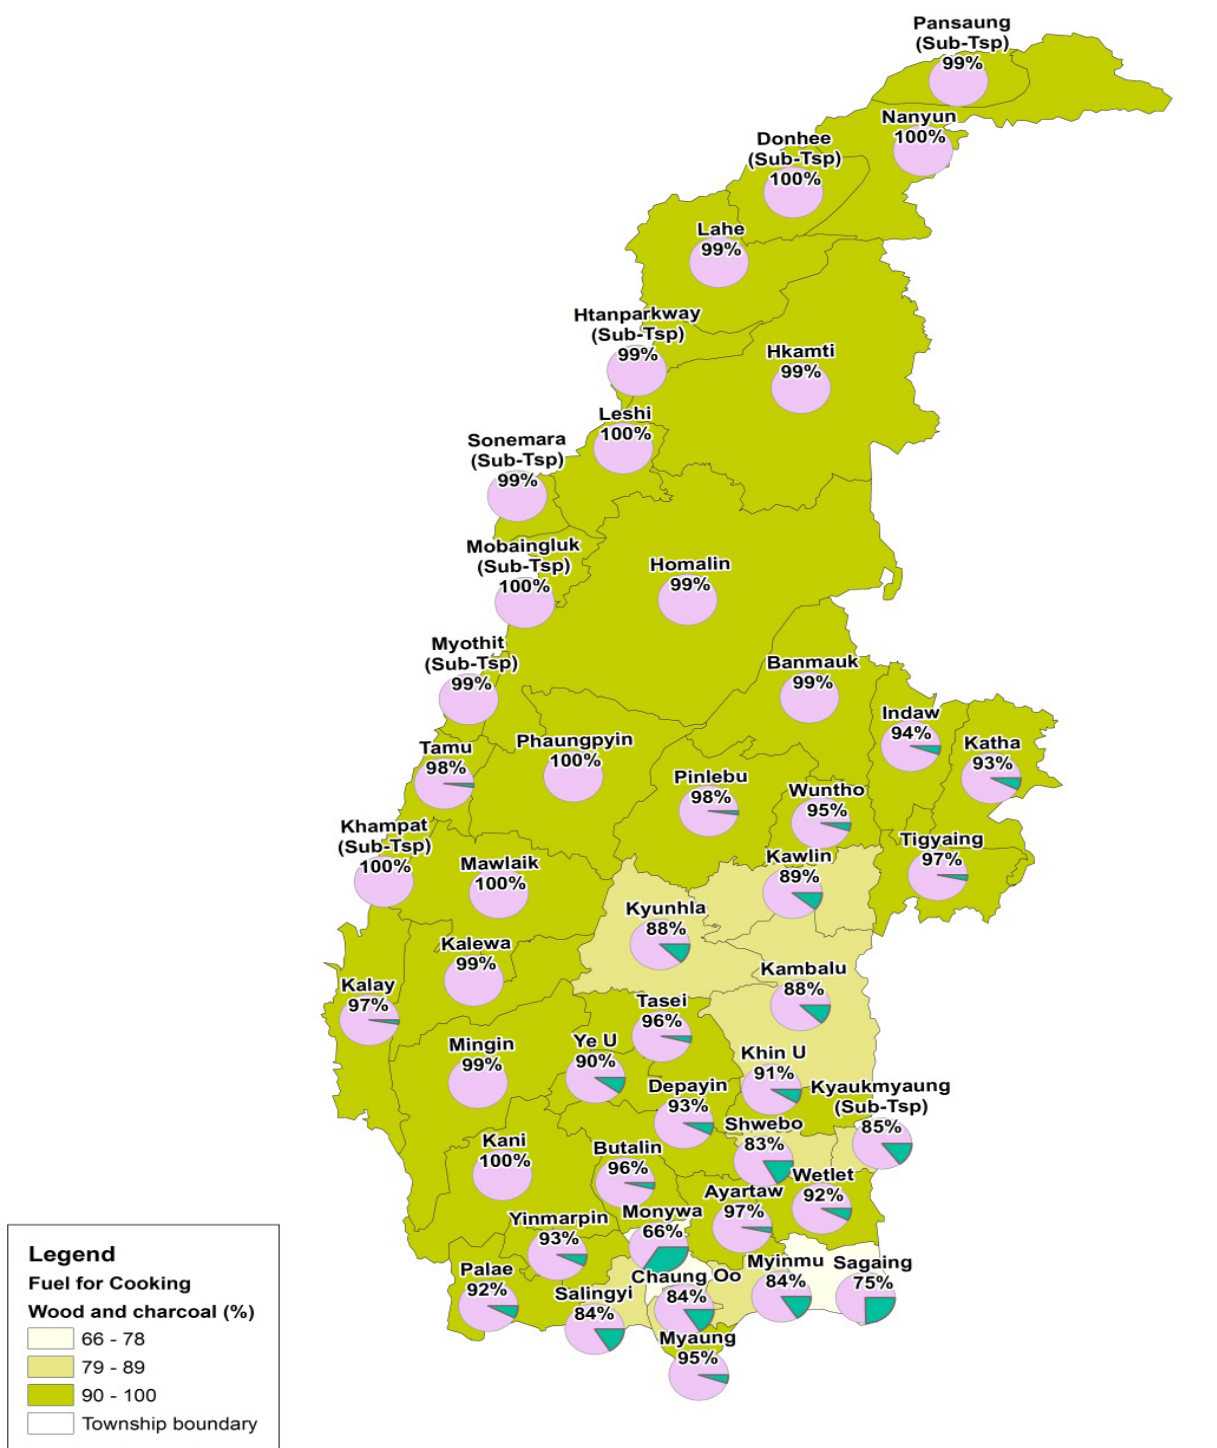 Pansaung
(Sub-Tsp)
99%
Nanyun
100%
Donhee
(Sub-Tsp)
100%
Lahe
99%
Htanparkway
(Sub-Tsp)
99%
Hkamti
99%
Leshi
100%
Sonemara
(Sub-Tsp)
99%
Mobaingluk
(Sub-Tsp)
100%
Homalin
99%
Myothit
(Sub-Tsp)
99%
Banmauk
99%
Indaw
94%
Katha
93%
Tamu
98%
Phaungpyin
100%
Pinlebu
98%
Wuntho
95%
Khampat
(Sub-Tsp)
100%
Mawlaik
100%
Kawlin
89%
Tigyaing
97%
Kyunhla
88%
Kalewa
99%
Kambalu
88%
Kalay
97%
Tasei
96%
Mingin
99%
Ye U
90%
Khin U
91%
Depayin
93%
Kyaukmyaung
(Sub-Tsp)
85%
Shwebo
83%
Kani
100%
Butalin
96%
Wetlet
92%
Ayartaw
97%
Yinmarpin
93%
Monywa
66%
Palae
92%
Salingyi
84%
Chaung Oo
84%
Myinmu
84%
Sagaing
75%
Myaung
95%
Legend
Fuel for Cooking
Wood and charcoal (%)
66 - 78
79 - 89
90 - 100
Township boundary